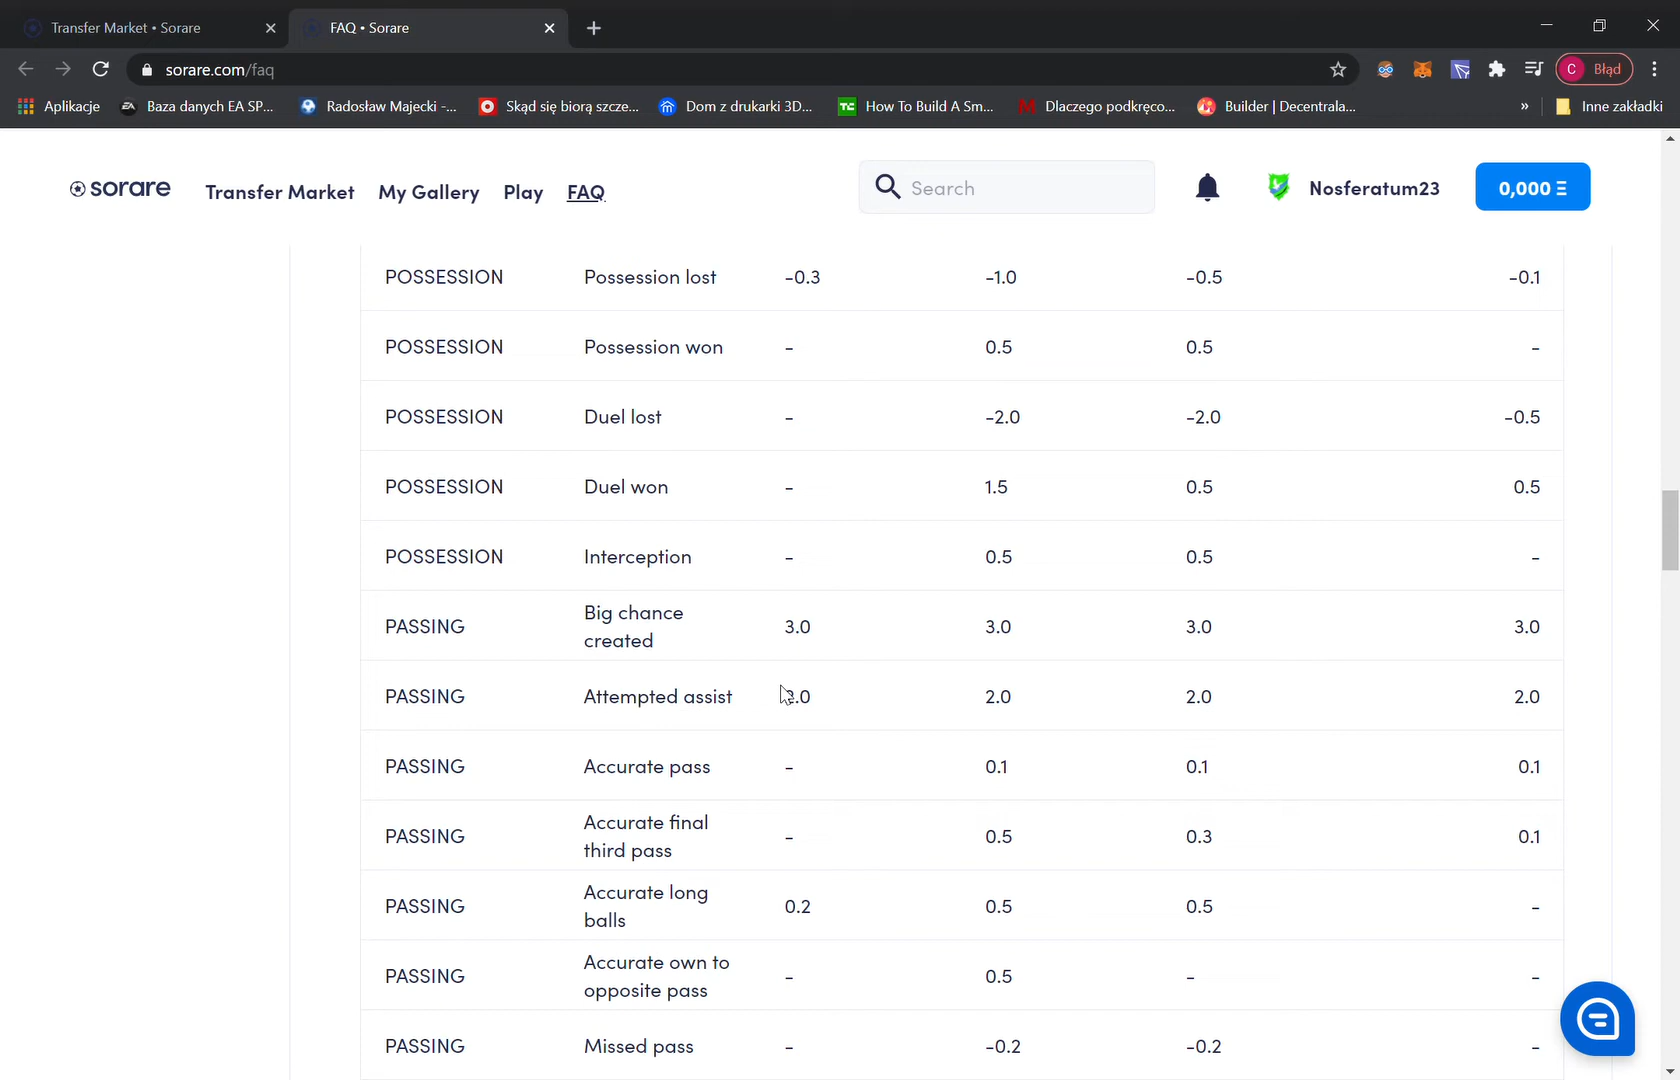 Transfer Market • Sorare
FAQ • Sorare
sorare.com/faq
C Błąd
Aplikacje
EA Baza danych EA SP...
Radosław Majecki -...
Skąd się biorą szcze...
Dom z drukarki 3D...
TC How To Build A Sm...
M Dlaczego podkręco...
Builder | Decentrala...
»
Inne zakładki
sorare
Transfer Market My Gallery Play FAQ
Search
Nosferatum23
0,000 Ξ
POSSESSION Possession lost -0.3 -1.0 -0.5 -0.1
POSSESSION Possession won - 0.5 0.5 -
POSSESSION Duel lost - -2.0 -2.0 -0.5
POSSESSION Duel won - 1.5 0.5 0.5
POSSESSION Interception - 0.5 0.5 -
PASSING Big chance
created 3.0 3.0 3.0 3.0
PASSING Attempted assist 2.0 2.0 2.0
PASSING Accurate pass - 0.1 0.1 0.1
PASSING Accurate final
third pass - 0.5 0.3 0.1
PASSING Accurate long
balls 0.2 0.5 0.5 -
PASSING Accurate own to
opposite pass - 0.5 - -
PASSING Missed pass - -0.2 -0.2 -